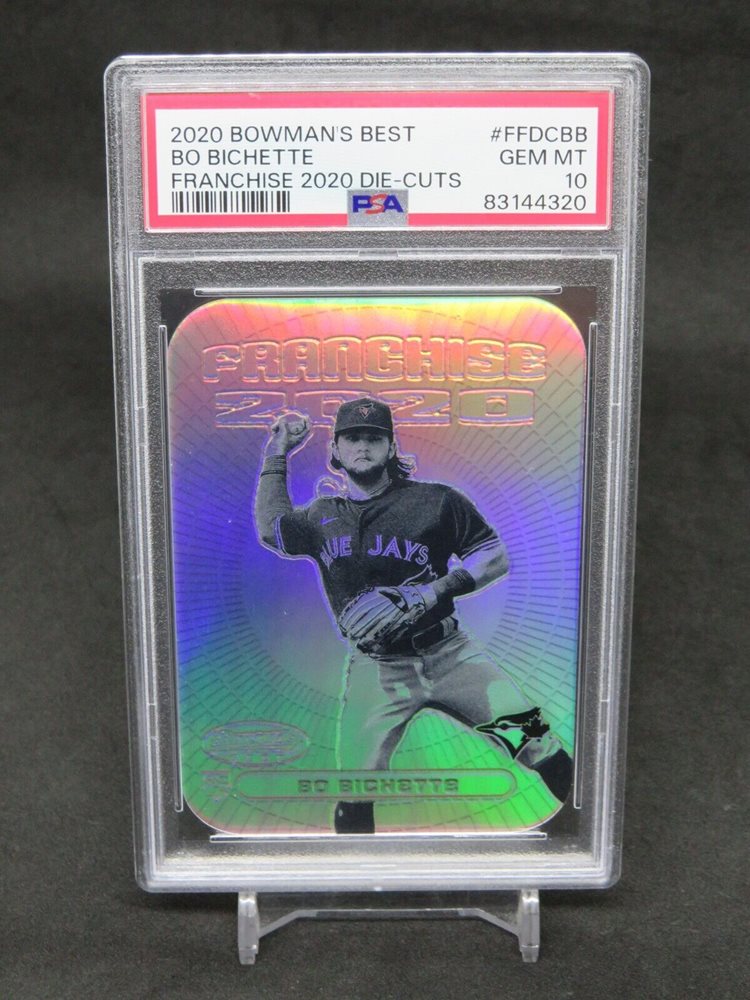 2020 BOWMAN'S BEST #FFDCBB
BO BICHETTE GEM MT
FRANCHISE 2020 DIE-CUTS 10
PSA 83144320
FRANCHISE
2020
BLUE JAYS
BO BICHETTE